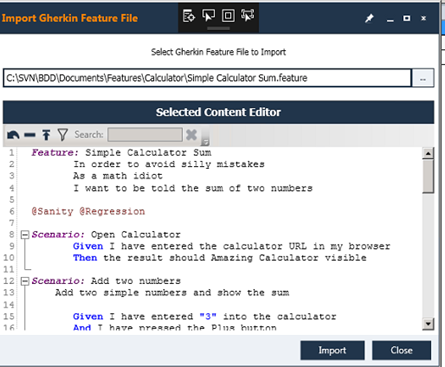 Import Gherkin Feature File
Select Gherkin Feature File to Import
C:\SVN\BDD\Documents\Features\Calculator\Simple Calculator Sum.feature
...
Selected Content Editor
Search:
1 Feature: Simple Calculator Sum
2 In order to avoid silly mistakes
3 As a math idiot
4 I want to be told the sum of two numbers
5
6 @Sanity @Regression
7
8 Scenario: Open Calculator
9 Given I have entered the calculator URL in my browser
10 Then the result should Amazing Calculator visible
11
12 Scenario: Add two numbers
13 Add two simple numbers and show the sum
14
15 Given I have entered "3" into the calculator
16 And I have pressed the Plus button
Import Close